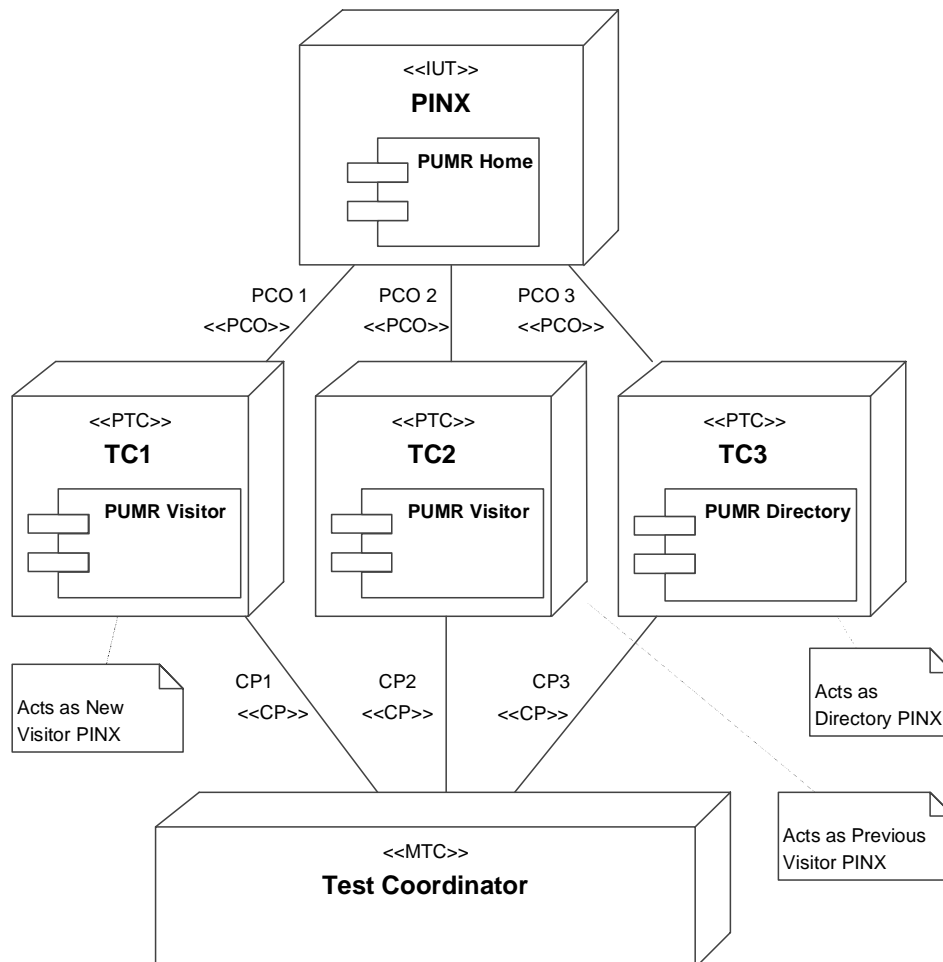 <<IUT>>
PINX
PUMR Home
PCO 1
<<PCO>>
PCO 2
<<PCO>>
PCO 3
<<PCO>>
<<PTC>>
TC1
PUMR Visitor
<<PTC>>
TC2
PUMR Visitor
<<PTC>>
TC3
PUMR Directory
Acts as New
Visitor PINX
CP1
<<CP>>
CP2
<<CP>>
CP3
<<CP>>
Acts as
Directory PINX
Acts as Previous
Visitor PINX
<<MTC>>
Test Coordinator